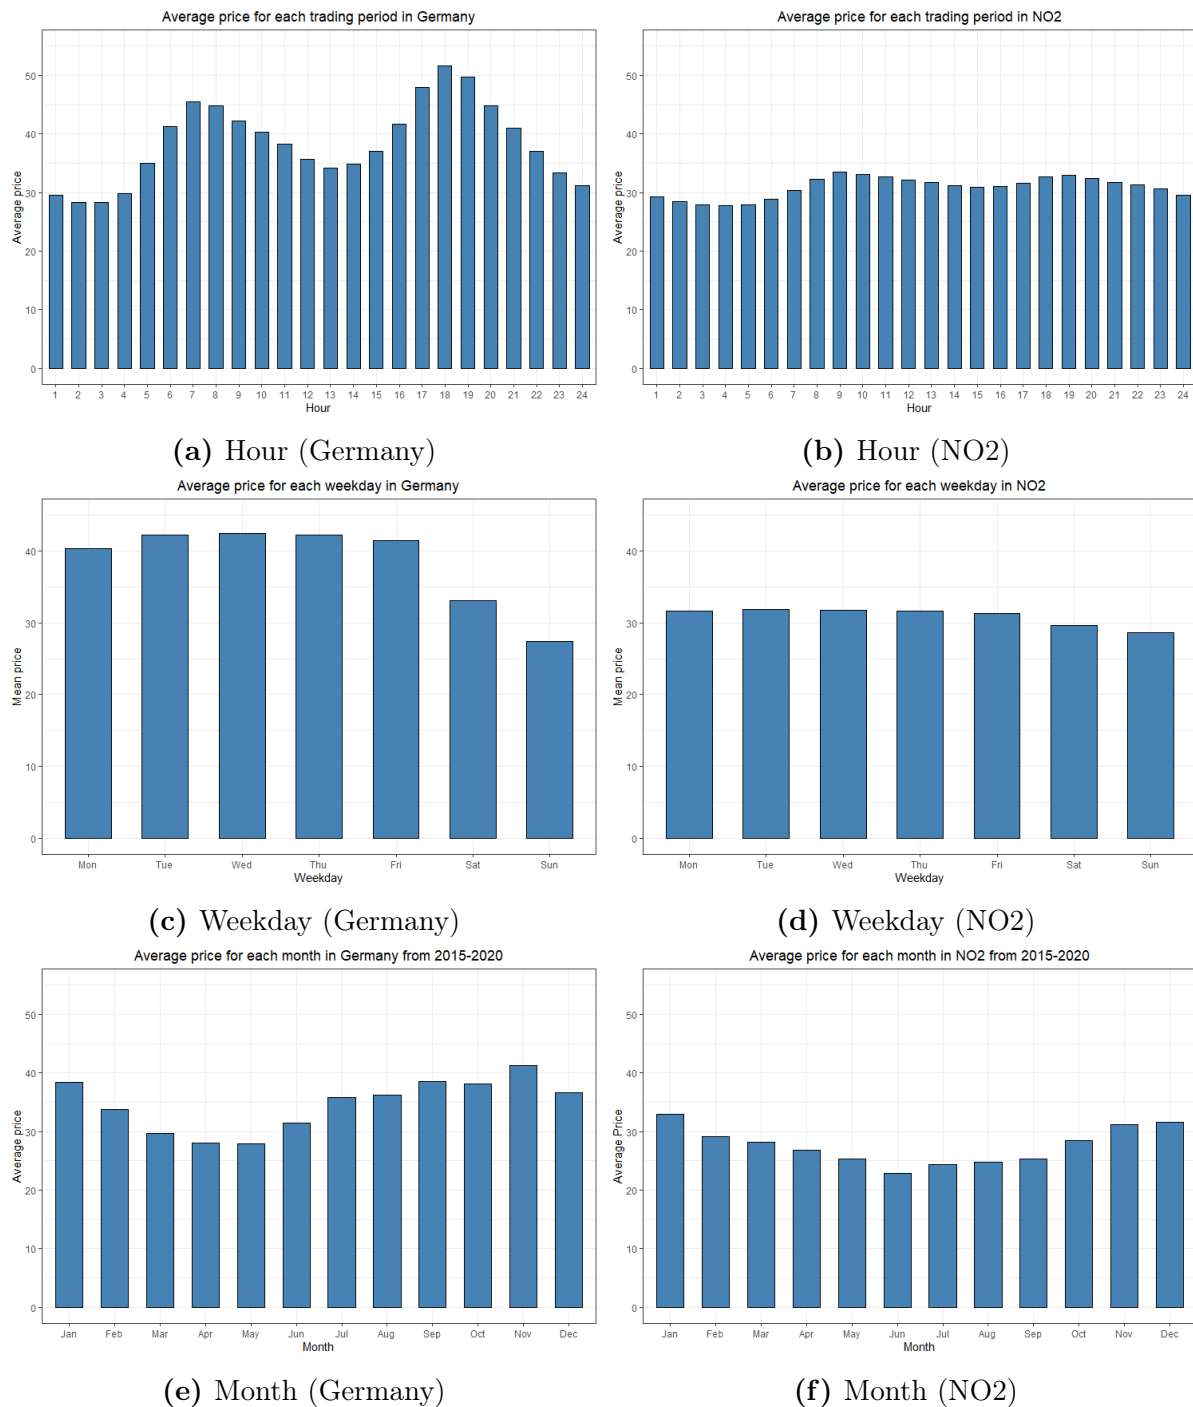 Average price for each trading period in Germany
Average price
50
40
30
20
10
0
1 2 3 4 5 6 7 8 9 10 11 12 13 14 15 16 17 18 19 20 21 22 23 24
Hour
(a) Hour (Germany)
Average price for each trading period in NO2
Average price
50
40
30
20
10
0
1 2 3 4 5 6 7 8 9 10 11 12 13 14 15 16 17 18 19 20 21 22 23 24
Hour
(b) Hour (NO2)
Average price for each weekday in Germany
Mean price
40
30
20
10
0
Mon Tue Wed Thu Fri Sat Sun
Weekday
(c) Weekday (Germany)
Average price for each weekday in NO2
Mean price
40
30
20
10
0
Mon Tue Wed Thu Fri Sat Sun
Weekday
(d) Weekday (NO2)
Average price for each month in Germany from 2015-2020
Average price
50
40
30
20
10
0
Jan Feb Mar Apr May Jun Jul Aug Sep Oct Nov Dec
Month
(e) Month (Germany)
Average price for each month in NO2 from 2015-2020
Average Price
50
40
30
20
10
0
Jan Feb Mar Apr May Jun Jul Aug Sep Oct Nov Dec
Month
(f) Month (NO2)